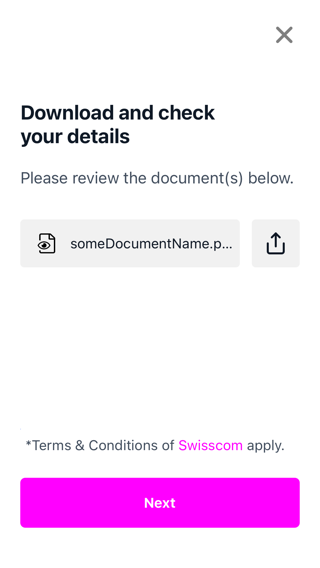 Download and check
your details
Please review the document(s) below.
someDocumentName.p...
*Terms & Conditions of Swisscom apply.
Next